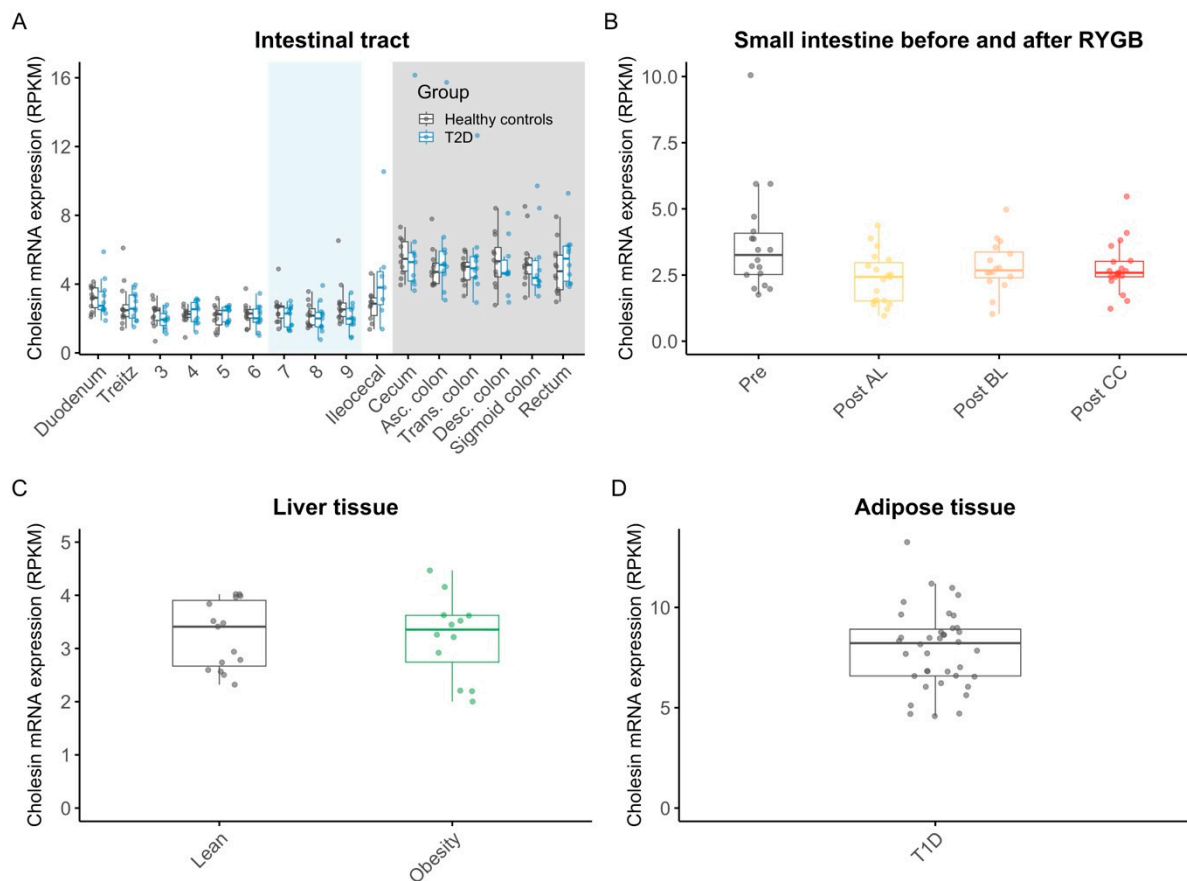 A
Intestinal tract
Cholesin mRNA expression (RPKM)
16
12
8
4
0
Group
Healthy controls
T2D
Duodenum
Treitz
3
4
5
6
7
8
9
Ileocecal
Cecum
Asc. colon
Trans. colon
Desc. colon
Sigmoid colon
Rectum
B
Small intestine before and after RYGB
Cholesin mRNA expression (RPKM)
10.0
7.5
5.0
2.5
0.0
Pre
Post AL
Post BL
Post CC
C
Liver tissue
Cholesin mRNA expression (RPKM)
5
4
3
2
1
0
Lean
Obesity
D
Adipose tissue
Cholesin mRNA expression (RPKM)
10
5
0
T1D